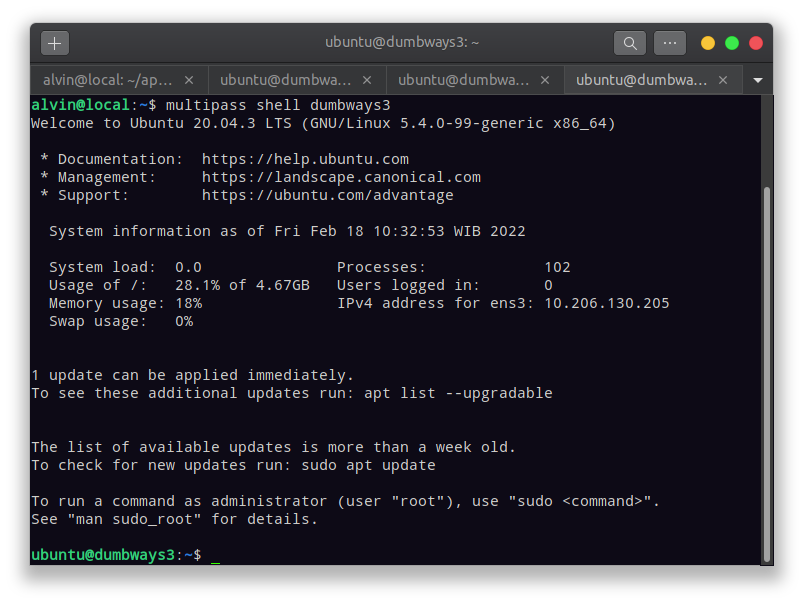 ubuntu@dumbways3: ~
alvin@local: ~/ap... ubuntu@dumbwa... ubuntu@dumbwa... ubuntu@dumbwa...
alvin@local:~$ multipass shell dumbways3
Welcome to Ubuntu 20.04.3 LTS (GNU/Linux 5.4.0-99-generic x86_64)
* Documentation:  https://help.ubuntu.com
* Management:     https://landscape.canonical.com
* Support:        https://ubuntu.com/advantage
System information as of Fri Feb 18 10:32:53 WIB 2022
System load:  0.0               Processes:             102
Usage of /:   28.1% of 4.67GB   Users logged in:       0
Memory usage: 18%               IPv4 address for ens3: 10.206.130.205
Swap usage:   0%
1 update can be applied immediately.
To see these additional updates run: apt list --upgradable
The list of available updates is more than a week old.
To check for new updates run: sudo apt update
To run a command as administrator (user "root"), use "sudo <command>".
See "man sudo_root" for details.
ubuntu@dumbways3:~$ _